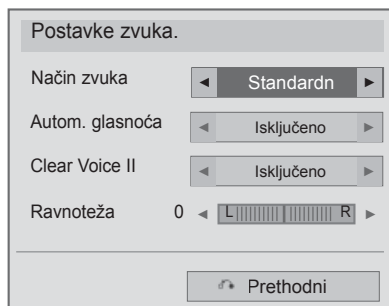 Postavke zvuka.
Način zvuka ◄ Standardn ►
Autom. glasnoća ◄ Isključeno ►
Clear Voice II ◄ Isključeno ►
Ravnoteža 0 ◄ L R ►
Prethodni